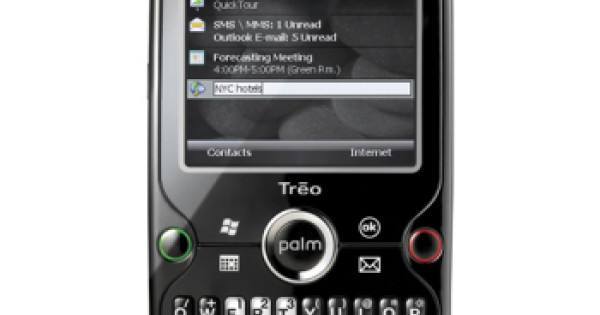 QuickTour
SMS \ MMS: 1 Unread
Outlook E-mail: 5 Unread
Forecasting Meeting
4:00PM-5:00PM (Green Rm.)
NYC hotels
Contacts Internet
Trēo
ok
palm